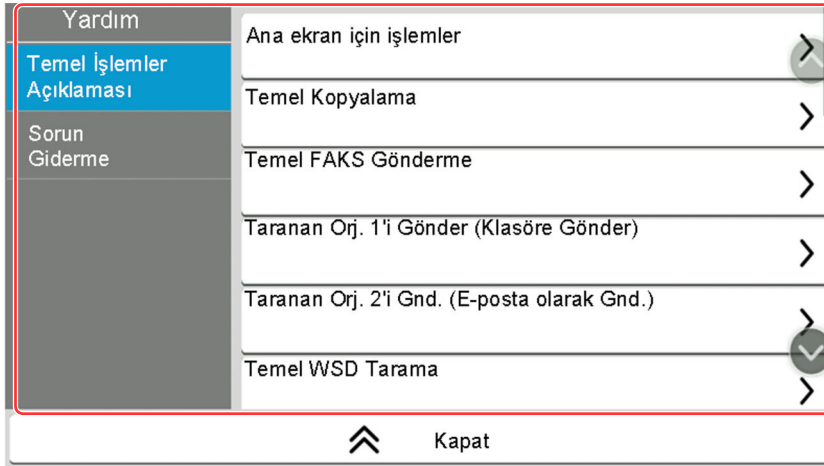 Yardım
Temel İşlemler
Açıklaması
Sorun
Giderme
Ana ekran için işlemler
Temel Kopyalama
Temel FAKS Gönderme
Taranan Orj. 1'i Gönder (Klasöre Gönder)
Taranan Orj. 2'i Gnd. (E-posta olarak Gnd.)
Temel WSD Tarama
Kapat